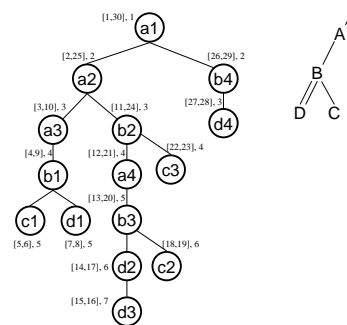 [1,30], 1
a1
[2,25], 2
[26,29], 2
a2
b4
[3,10], 3
[11,24], 3
[27,28], 3
a3
b2
d4
[4,9], 4
[12,21], 4
[22,23], 4
b1
a4
c3
[13,20], 5
c1
d1
b3
[5,6], 5
[7,8], 5
[18,19], 6
[14,17], 6
d2
c2
[15,16], 7
d3
A'
B
D
C